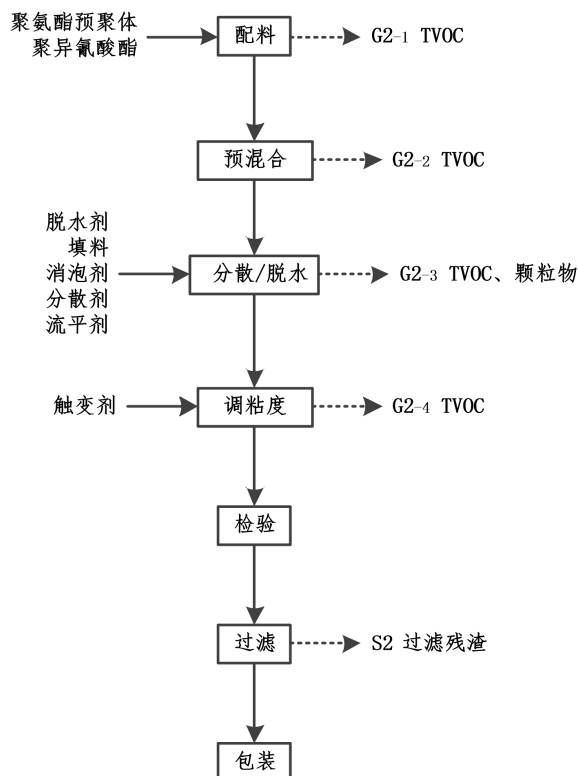 聚氨酯预聚体
聚异氰酸酯
配料
G2-1 TVOC
预混合
G2-2 TVOC
脱水剂
填料
消泡剂
分散剂
流平剂
分散/脱水
G2-3 TVOC、颗粒物
触变剂
调粘度
G2-4 TVOC
检验
过滤
S2 过滤残渣
包装